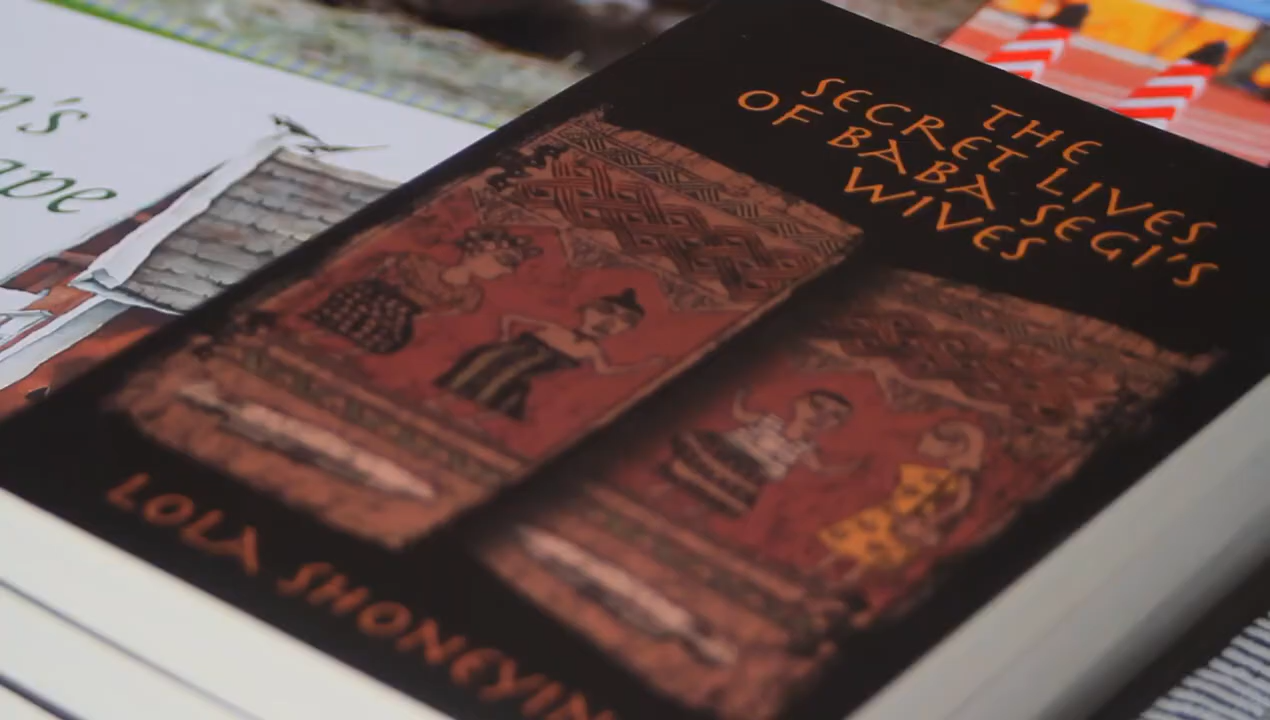 THE
SECRET LIVES
OF BABA SEGI'S
WIVES
LOLA SHONEYIN